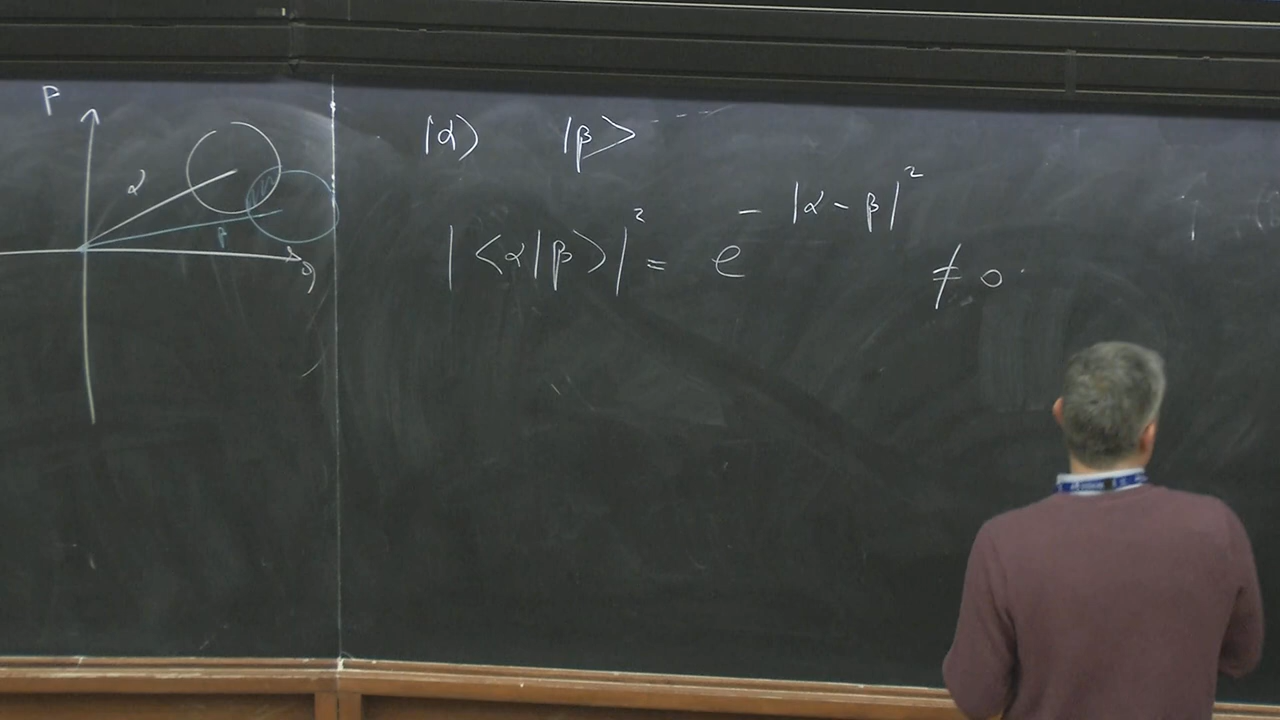 P
α
β
q
|α⟩ |β⟩ ---
|⟨α|β⟩|² = e^{-|α-β|²} ≠ 0